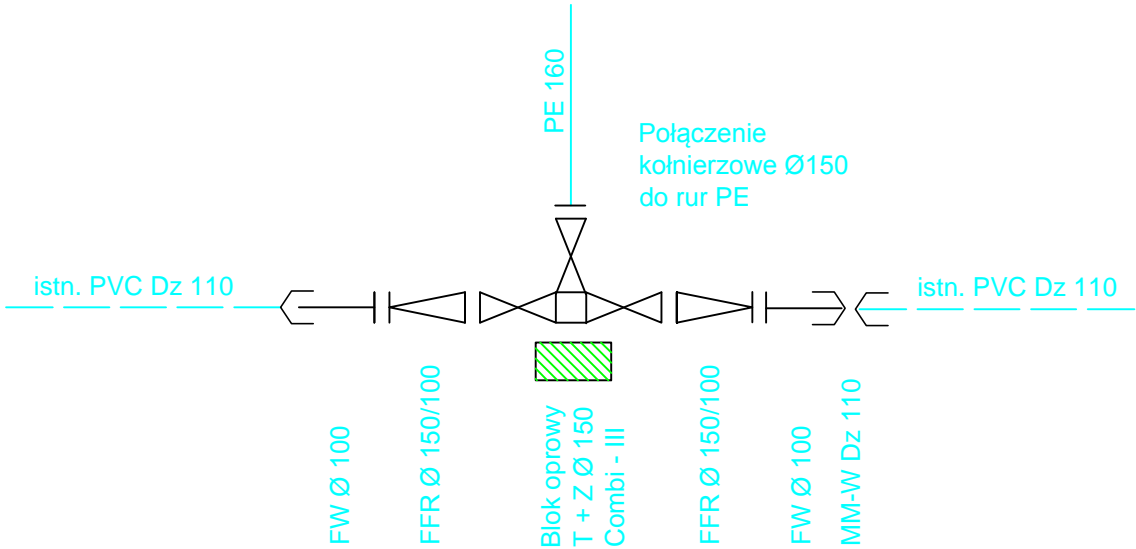 PE 160
Połączenie
kołnierzowe Ø150
do rur PE
istn. PVC Dz 110
istn. PVC Dz 110
FW Ø 100
FFR Ø 150/100
Blok oprowy
T + Z Ø 150
Combi - III
FFR Ø 150/100
FW Ø 100
MM-W Dz 110